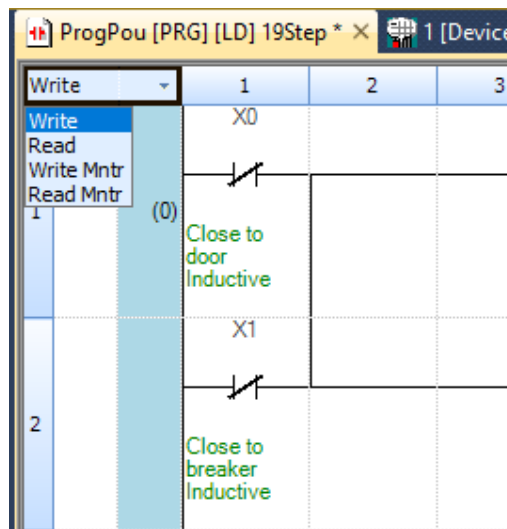 ProgPou [PRG] [LD] 19Step * 1 [Device
Write 1 2 3
Write
Read
Write Mntr
Read Mntr
X0
1 (0)
Close to
door
Inductive
X1
2
Close to
breaker
Inductive